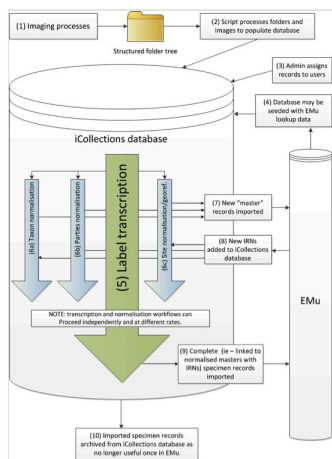 (1) Imaging processes
Structured folder tree
(2) Script processes folders and
images to populate database
(3) Admin assigns
records to users
(4) Database may be
seeded with EMu
lookup data
iCollections database
(6a) Taxon normalisation
(6b) Parties normalisation
(5) Label transcription
(6c) Site normalisation/georef.
(7) New "master"
records imported
(8) New IRNs
added to iCollections
database
EMu
NOTE: transcription and normalisation workflows can
Proceed independently and at different rates.
(9) Complete (ie – linked to
normalised masters with
IRNs) specimen records
imported
(10) Imported specimen records
archived from iCollections database as
no longer useful once in EMu